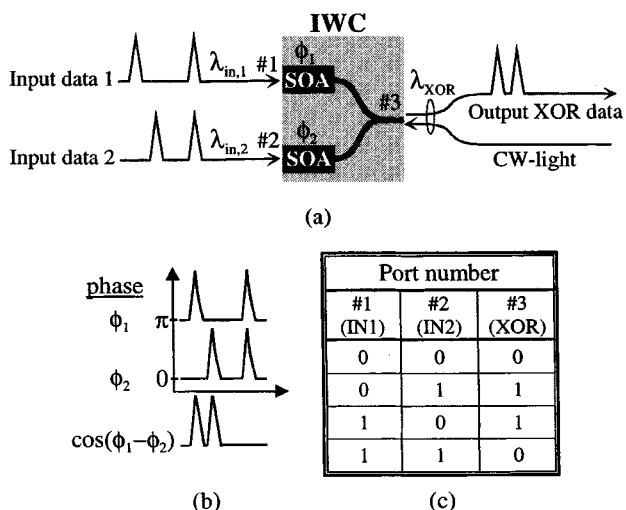 IWC
Input data 1
λin,1
#1
ϕ1
SOA
#3
λXOR
Output XOR data
Input data 2
λin,2
#2
ϕ2
SOA
CW-light
(a)
phase
ϕ1
π
ϕ2
0
cos(ϕ1−ϕ2)
(b)
Port number
#1 #2 #3
(IN1) (IN2) (XOR)
0 0 0
0 1 1
1 0 1
1 1 0
(c)